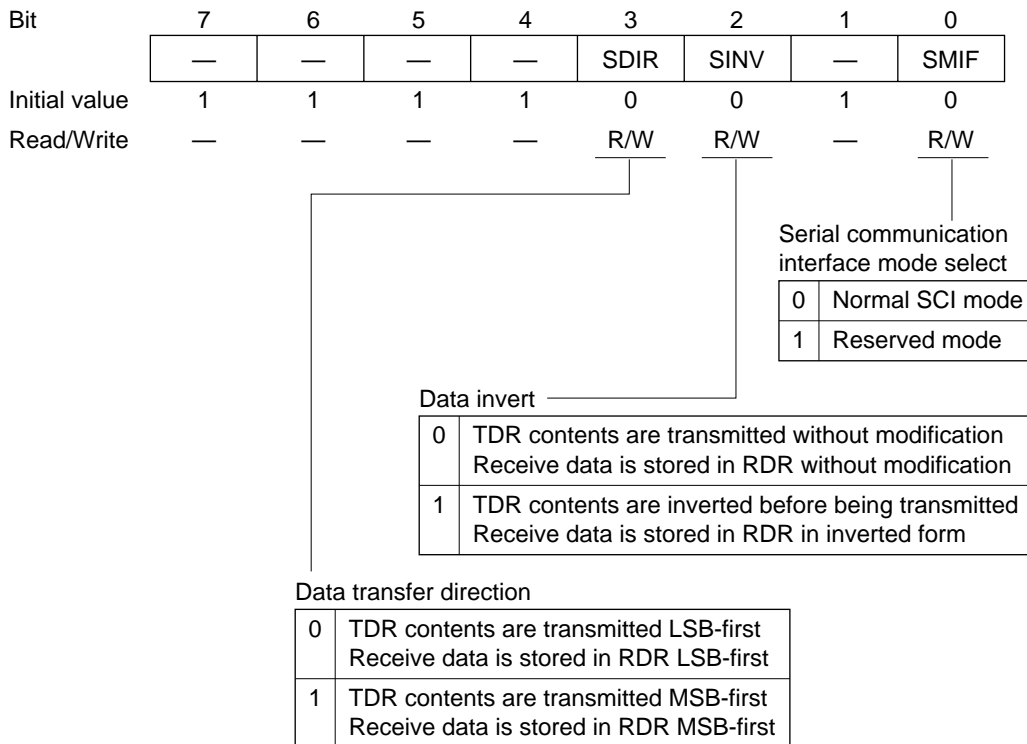 Bit 7 6 5 4 3 2 1 0
— — — — SDIR SINV — SMIF
Initial value 1 1 1 1 0 0 1 0
Read/Write — — — — R/W R/W — R/W
Serial communication
interface mode select
0 Normal SCI mode
1 Reserved mode
Data invert
0 TDR contents are transmitted without modification
Receive data is stored in RDR without modification
1 TDR contents are inverted before being transmitted
Receive data is stored in RDR in inverted form
Data transfer direction
0 TDR contents are transmitted LSB-first
Receive data is stored in RDR LSB-first
1 TDR contents are transmitted MSB-first
Receive data is stored in RDR MSB-first